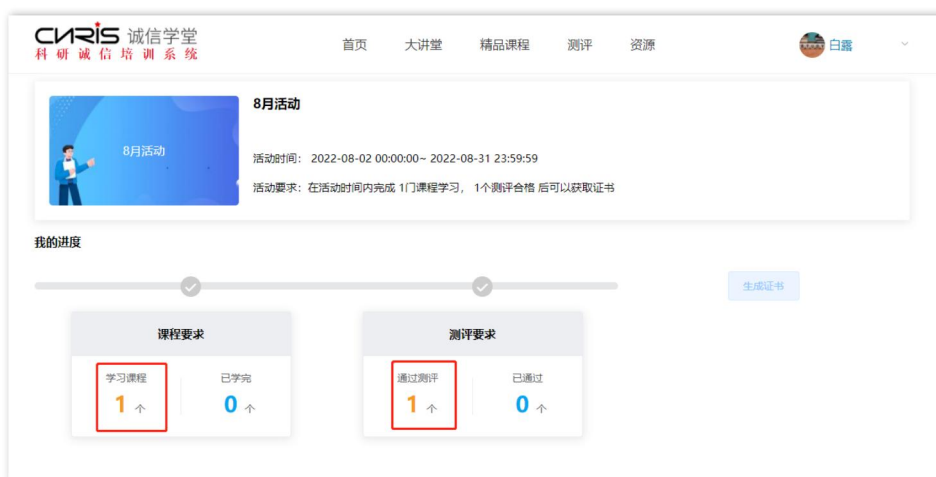 CNRIS 诚信学堂
科研诚信培训系统
首页 大讲堂 精品课程 测评 资源 白露
8月活动
8月活动
活动时间： 2022-08-02 00:00:00~ 2022-08-31 23:59:59
活动要求：在活动时间内完成 1门课程学习， 1个测评合格 后可以获取证书
我的进度
生成证书
课程要求
学习课程 已学完
1 个 0 个
测评要求
通过测评 已通过
1 个 0 个